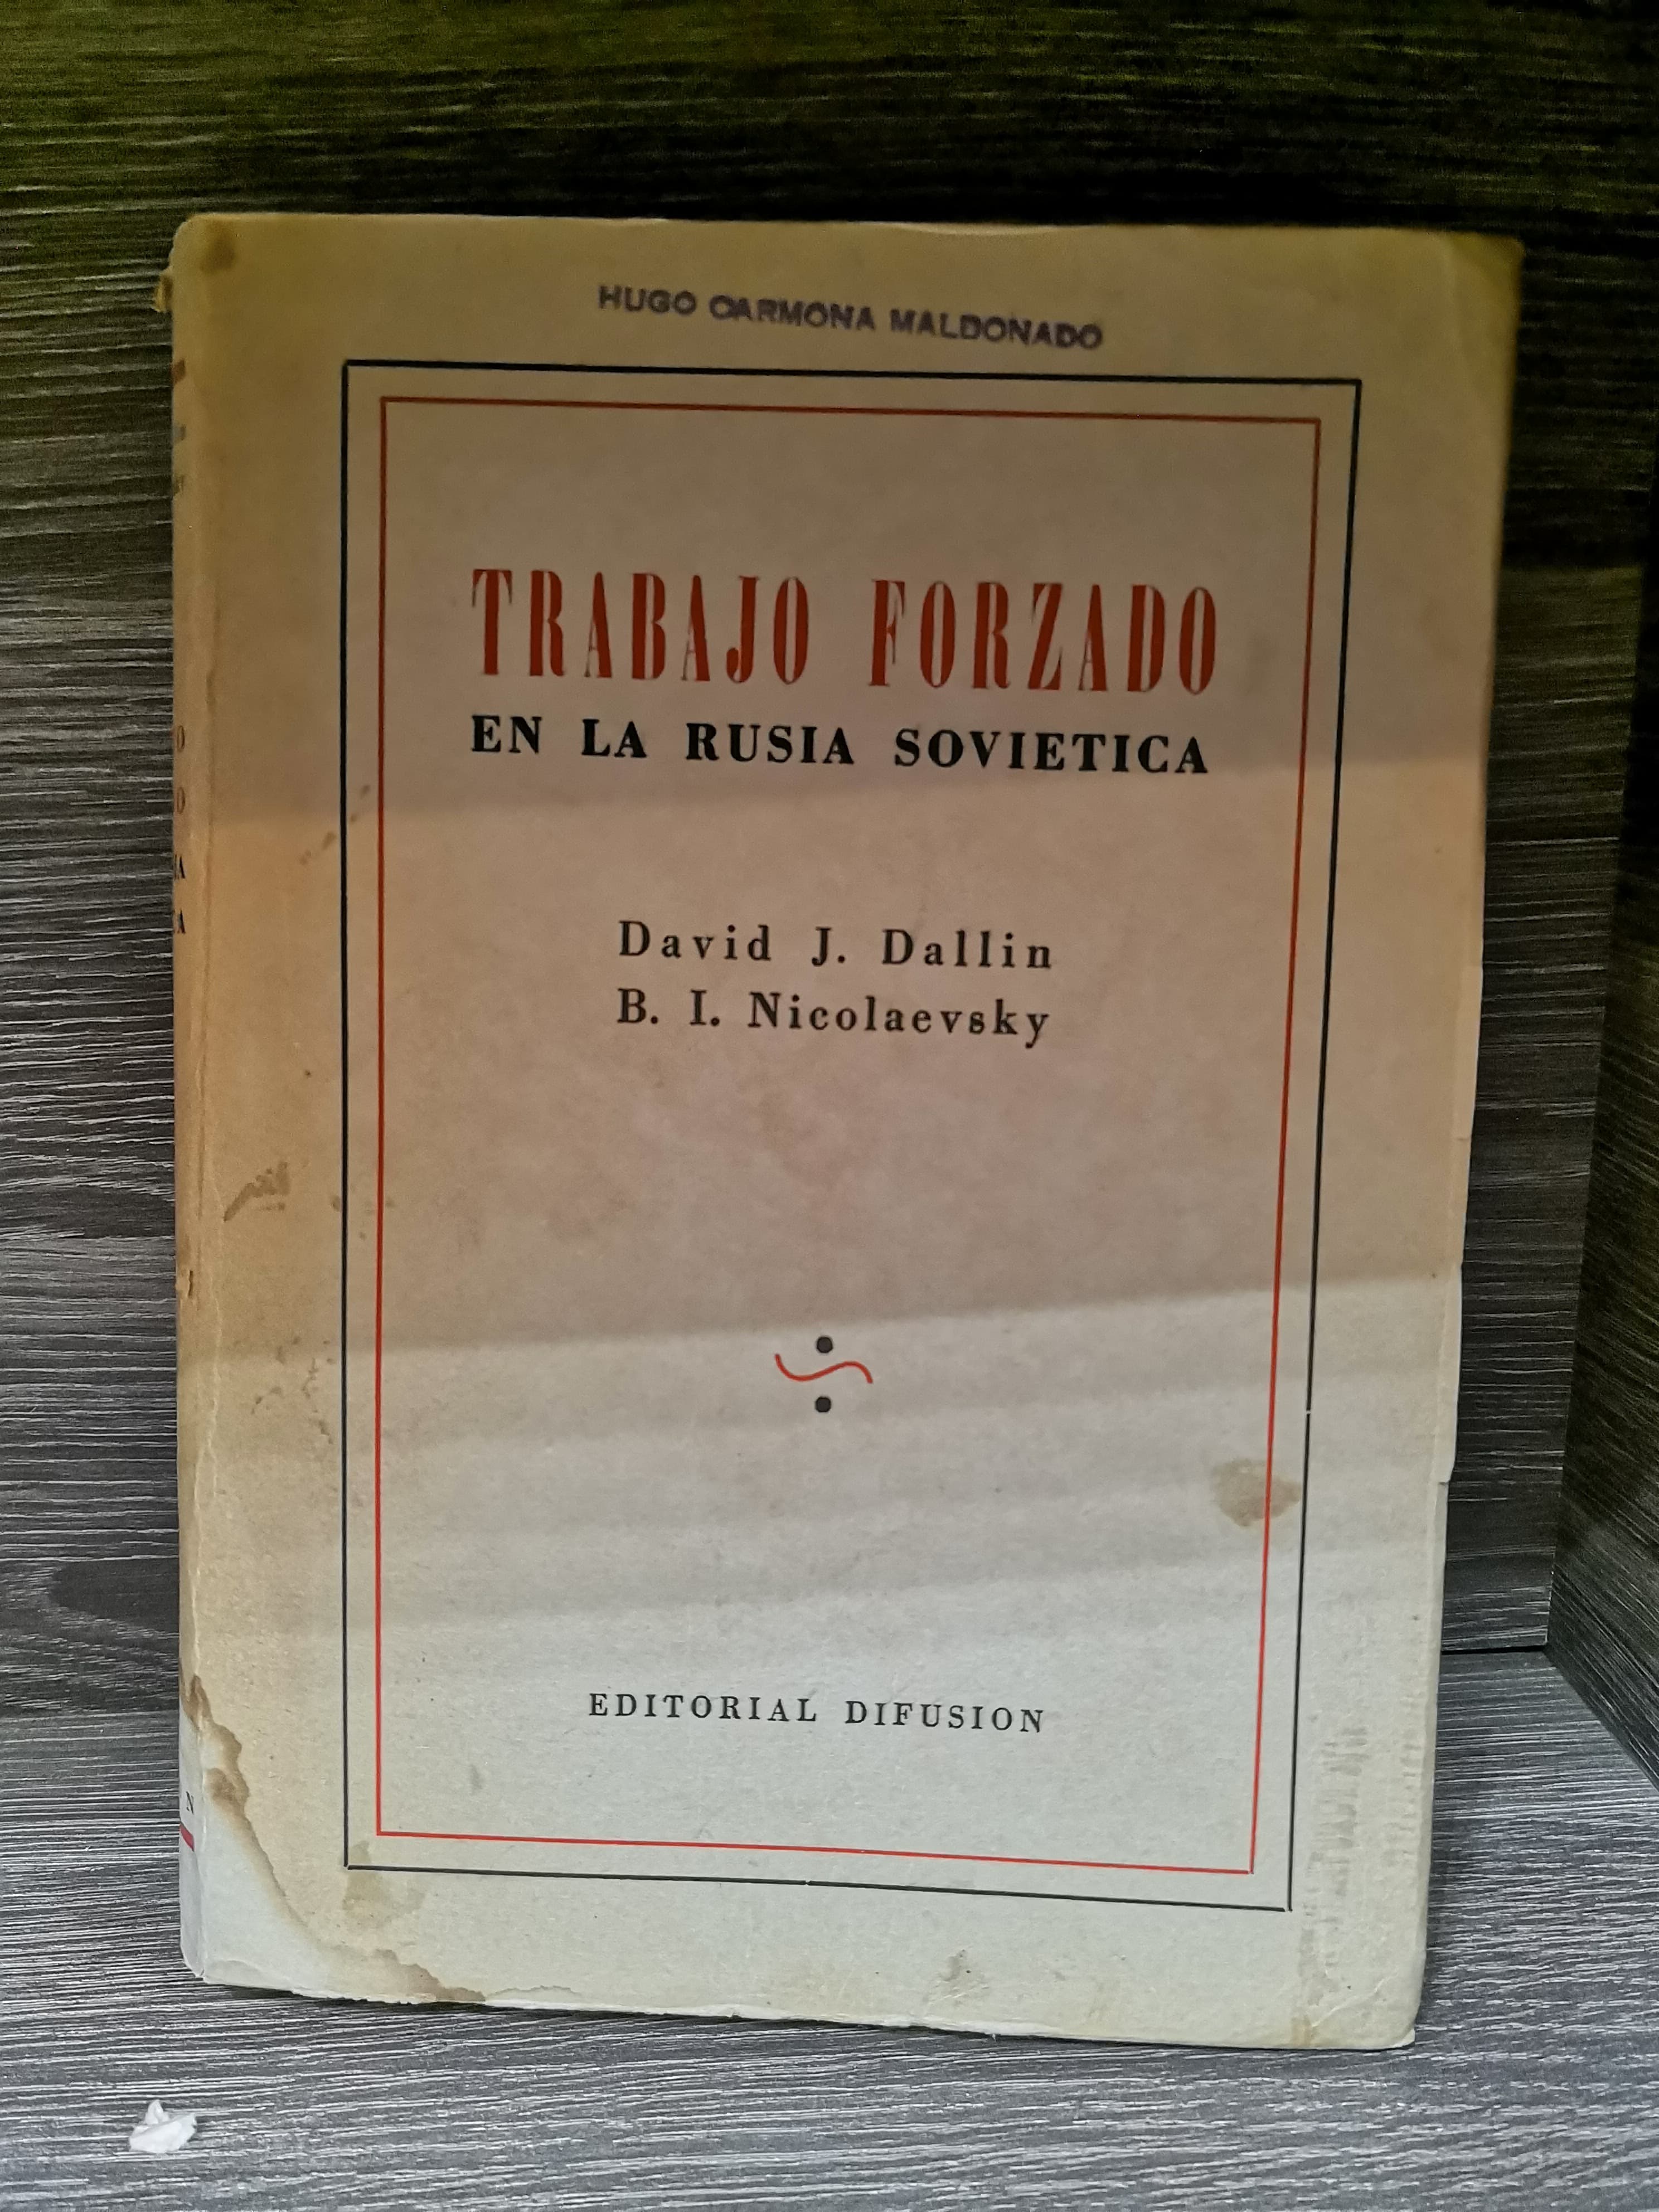 HUGO CARMONA MALDONADO
TRABAJO FORZADO
EN LA RUSIA SOVIETICA
David J. Dallin
B. I. Nicolaevsky
EDITORIAL DIFUSION